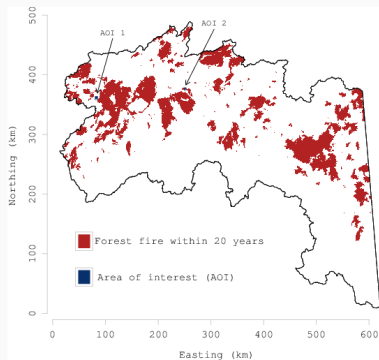 500
400
300
200
100
0
Northing (km)
AOI 1
AOI 2
Forest fire within 20 years
Area of interest (AOI)
0 100 200 300 400 500 600
Easting (km)